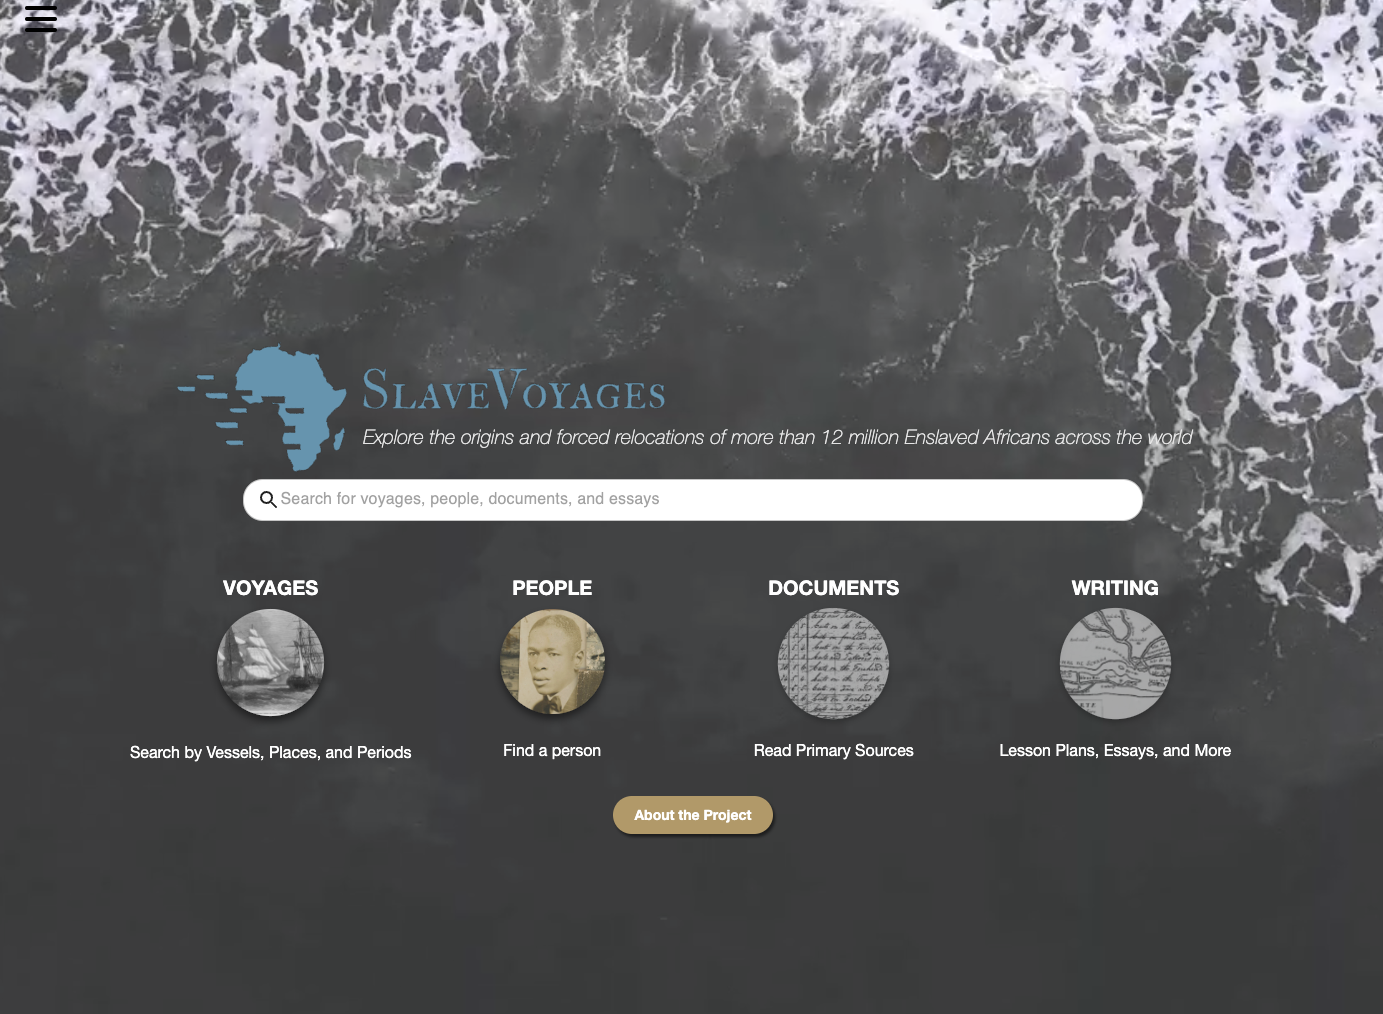 SLAVEVOYAGES
Explore the origins and forced relocations of more than 12 million Enslaved Africans across the world
Search for voyages, people, documents, and essays
VOYAGES
PEOPLE
DOCUMENTS
WRITING
Search by Vessels, Places, and Periods
Find a person
Read Primary Sources
Lesson Plans, Essays, and More
About the Project